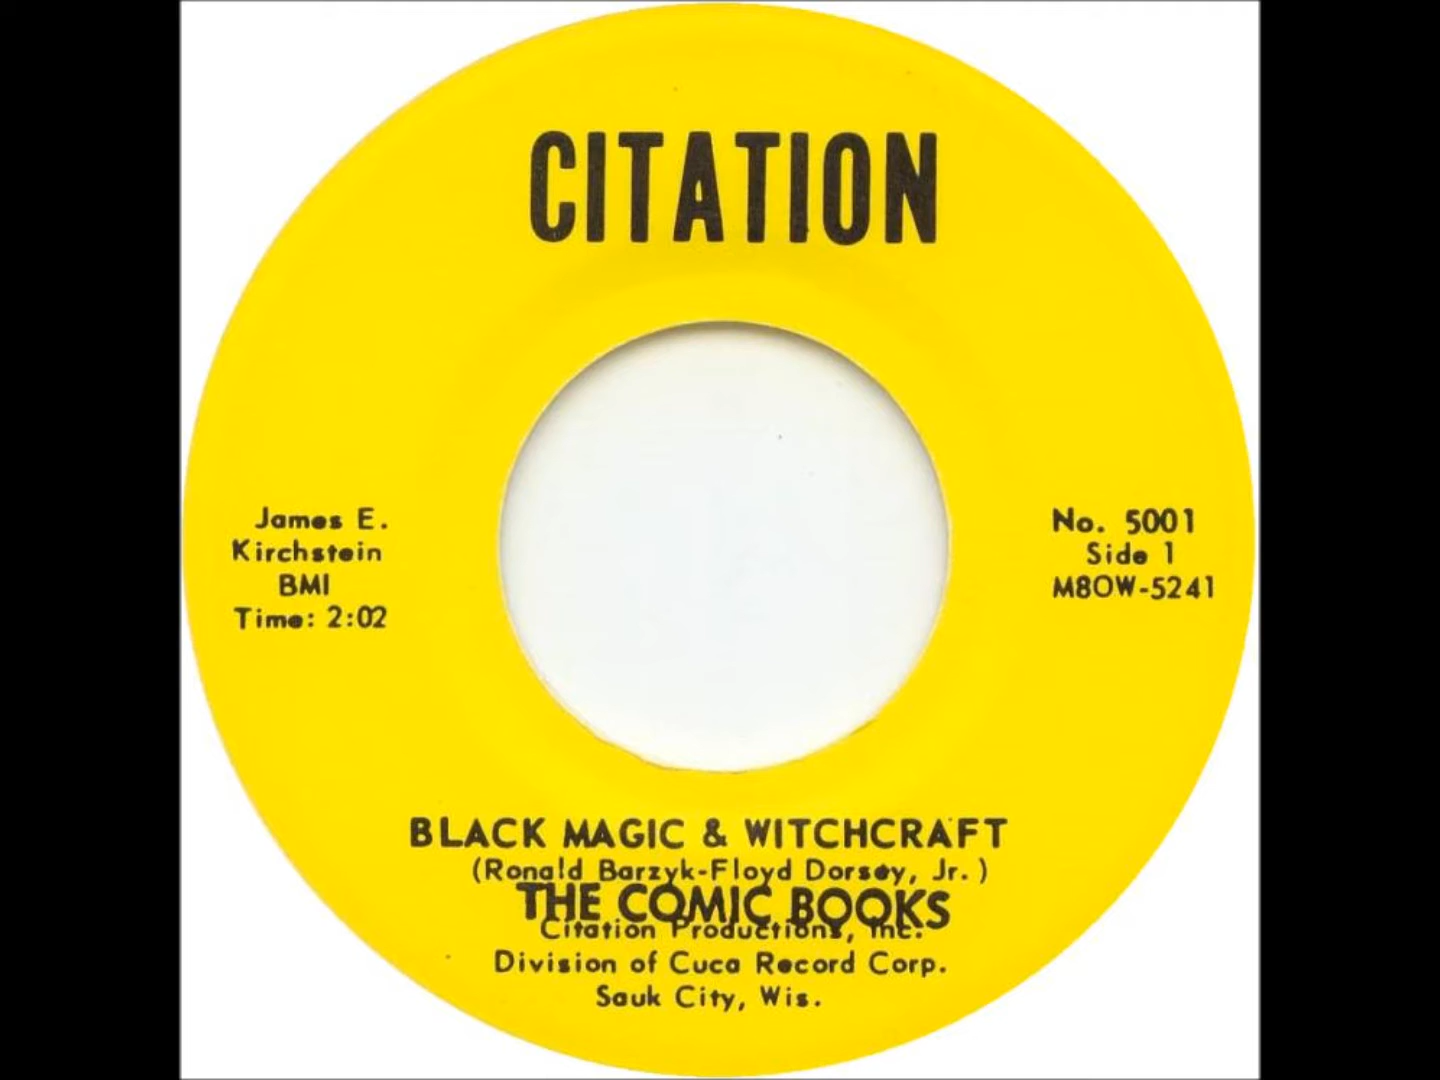 CITATION
James E.
Kirchstein
BMI
Time: 2:02
No. 5001
Side 1
M8OW-5241
BLACK MAGIC & WITCHCRAFT
(Ronald Barzyk-Floyd Dorsey, Jr.)
THE COMIC BOOKS
Citation Productions, Inc.
Division of Cuca Record Corp.
Sauk City, Wis.